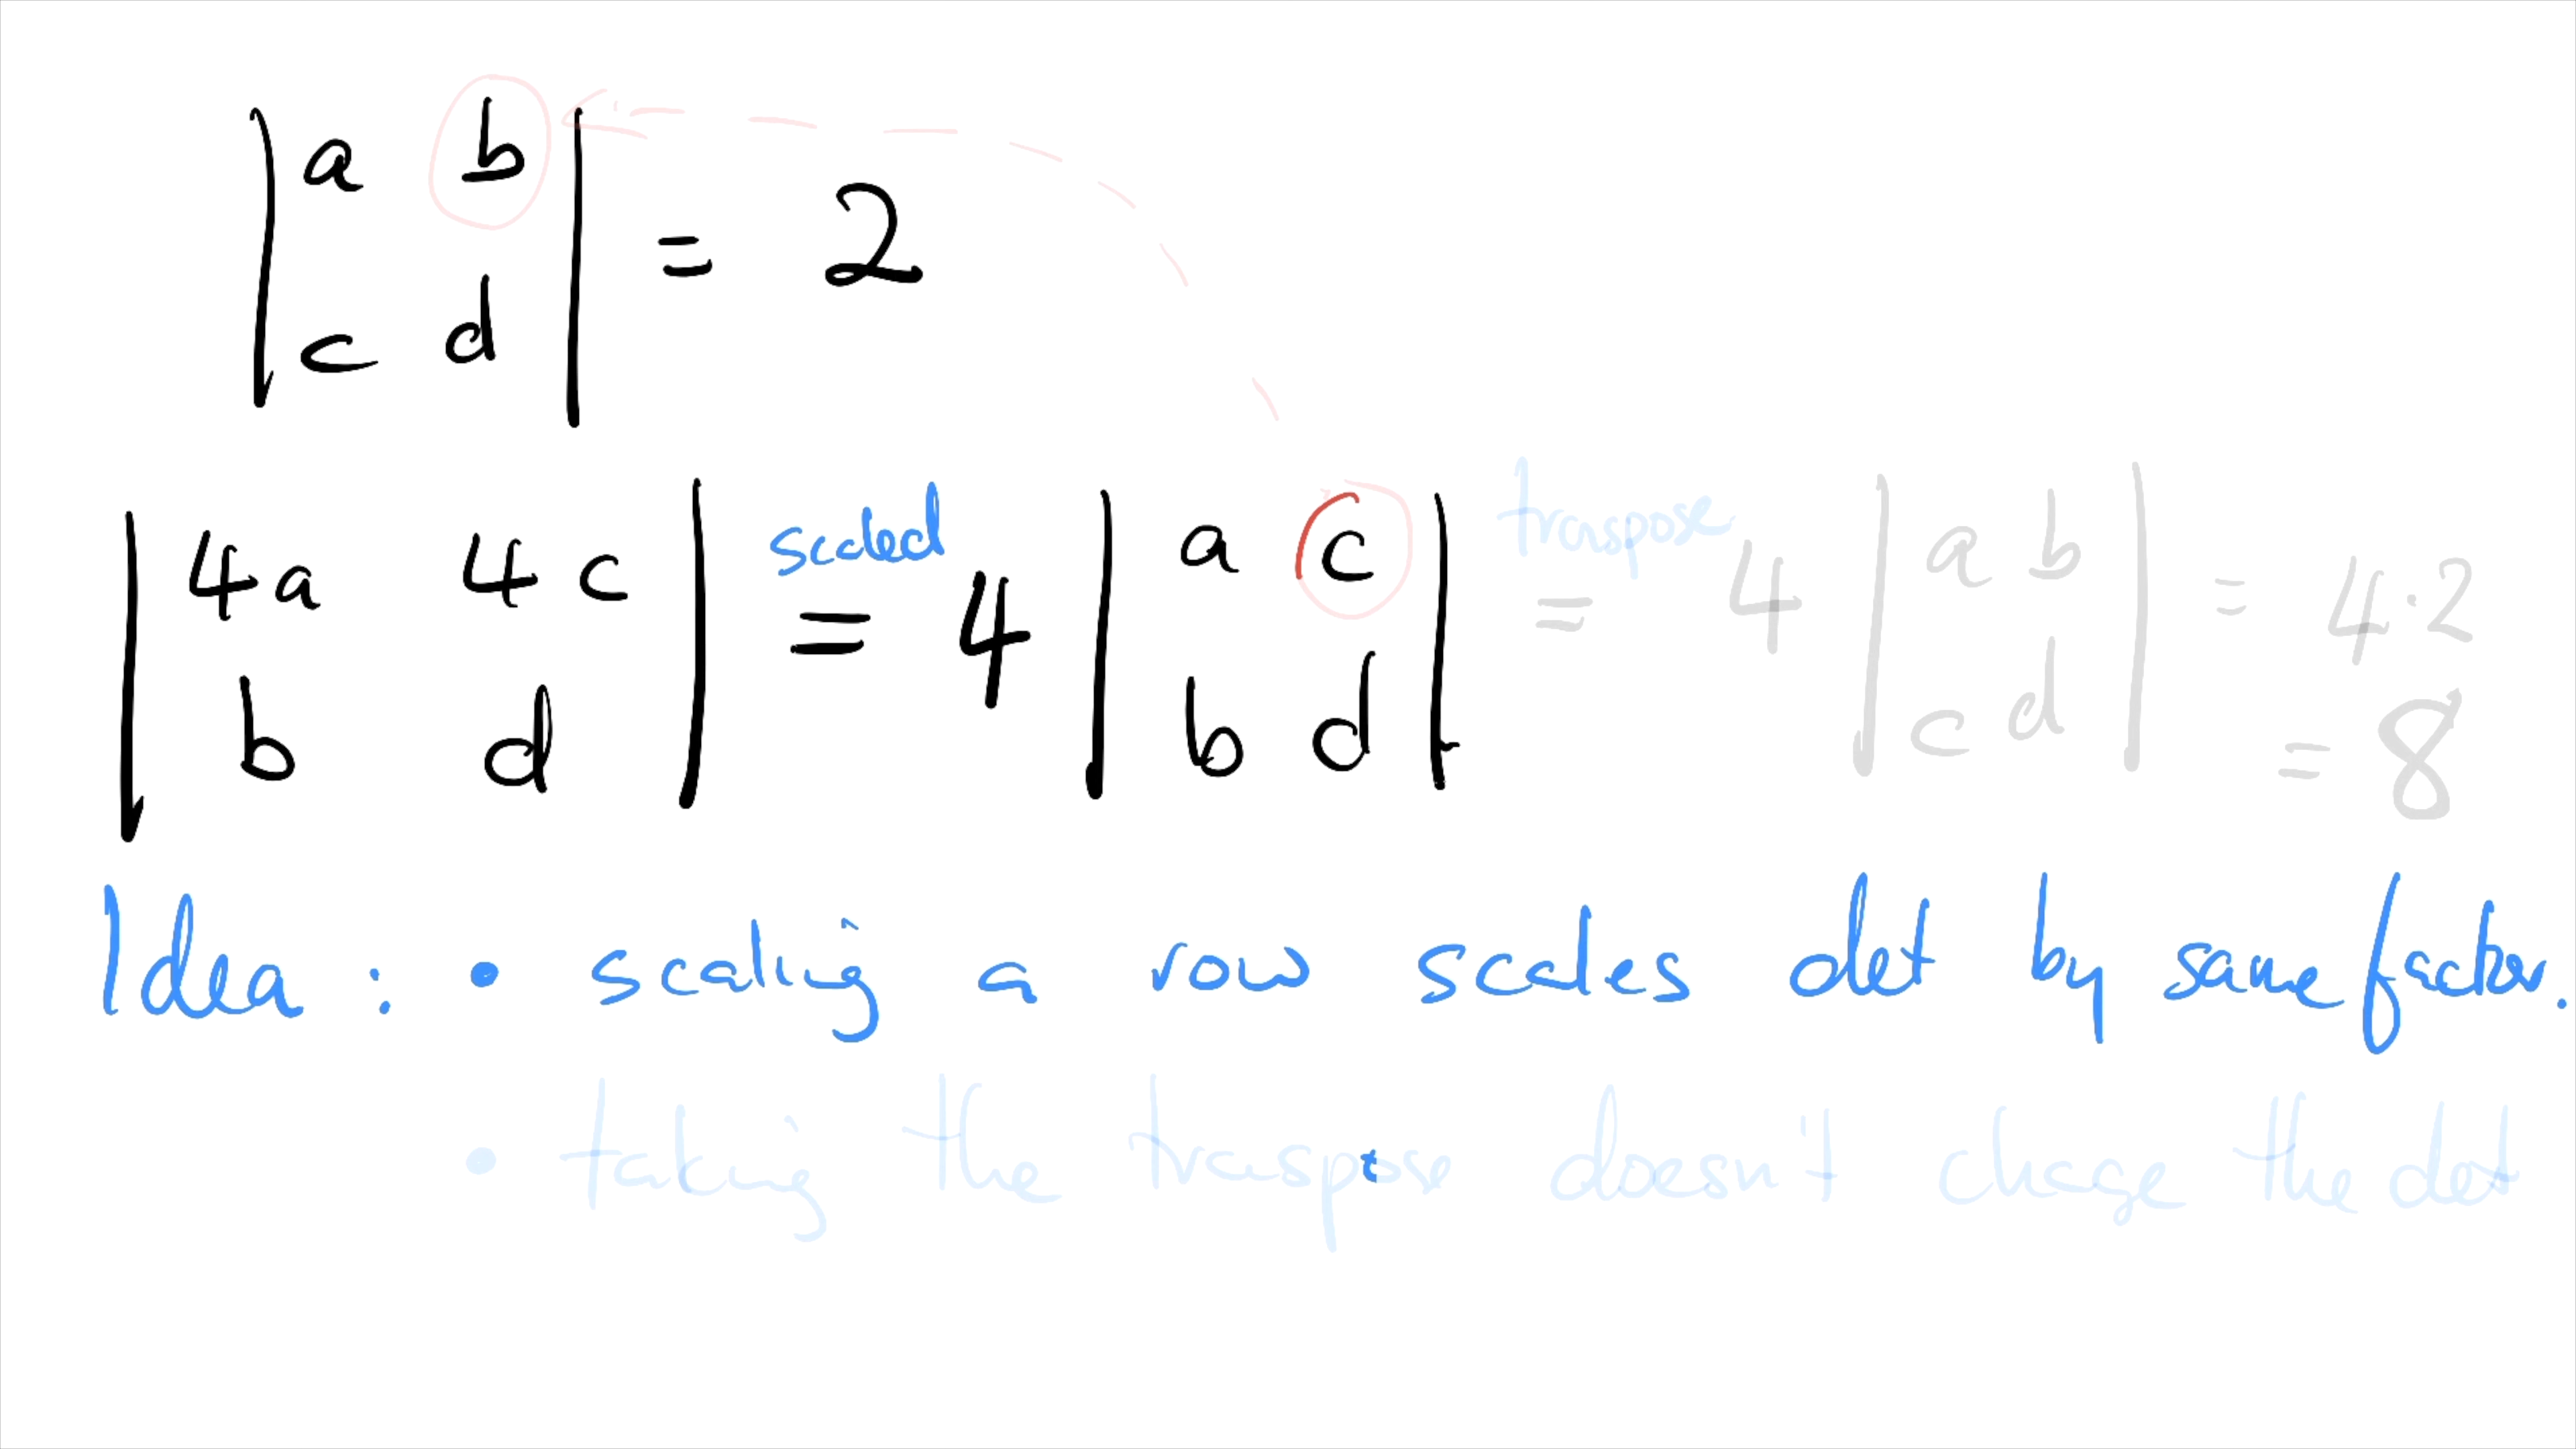 | a b |
| c d | = 2
| 4a 4c |
| b d | scaled = 4 | a c |
| b d | transpose = 4 | a b |
| c d | = 4·2
= 8
Idea : • scaling a row scales det by same factor.
• taking the transpose doesn't change the det